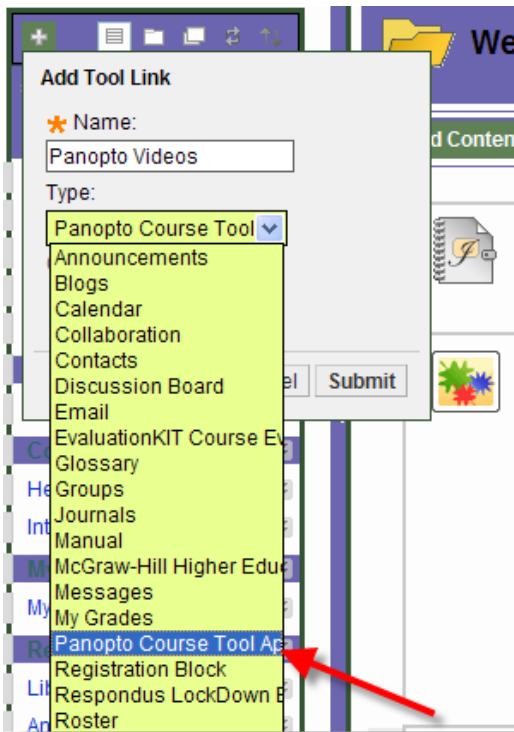 We
Add Tool Link
Name:
Panopto Videos
d Conten
Type:
Panopto Course Tool
Announcements
Blogs
Calendar
Collaboration
Contacts
Discussion Board
el Submit
Email
EvaluationKIT Course Ev
Glossary
He
Groups
Int
Journals
Manual
McGraw-Hill Higher Educ
Messages
My
My Grades
Panopto Course Tool Ap
Registration Block
Lib
Respondus LockDown B
An
Roster